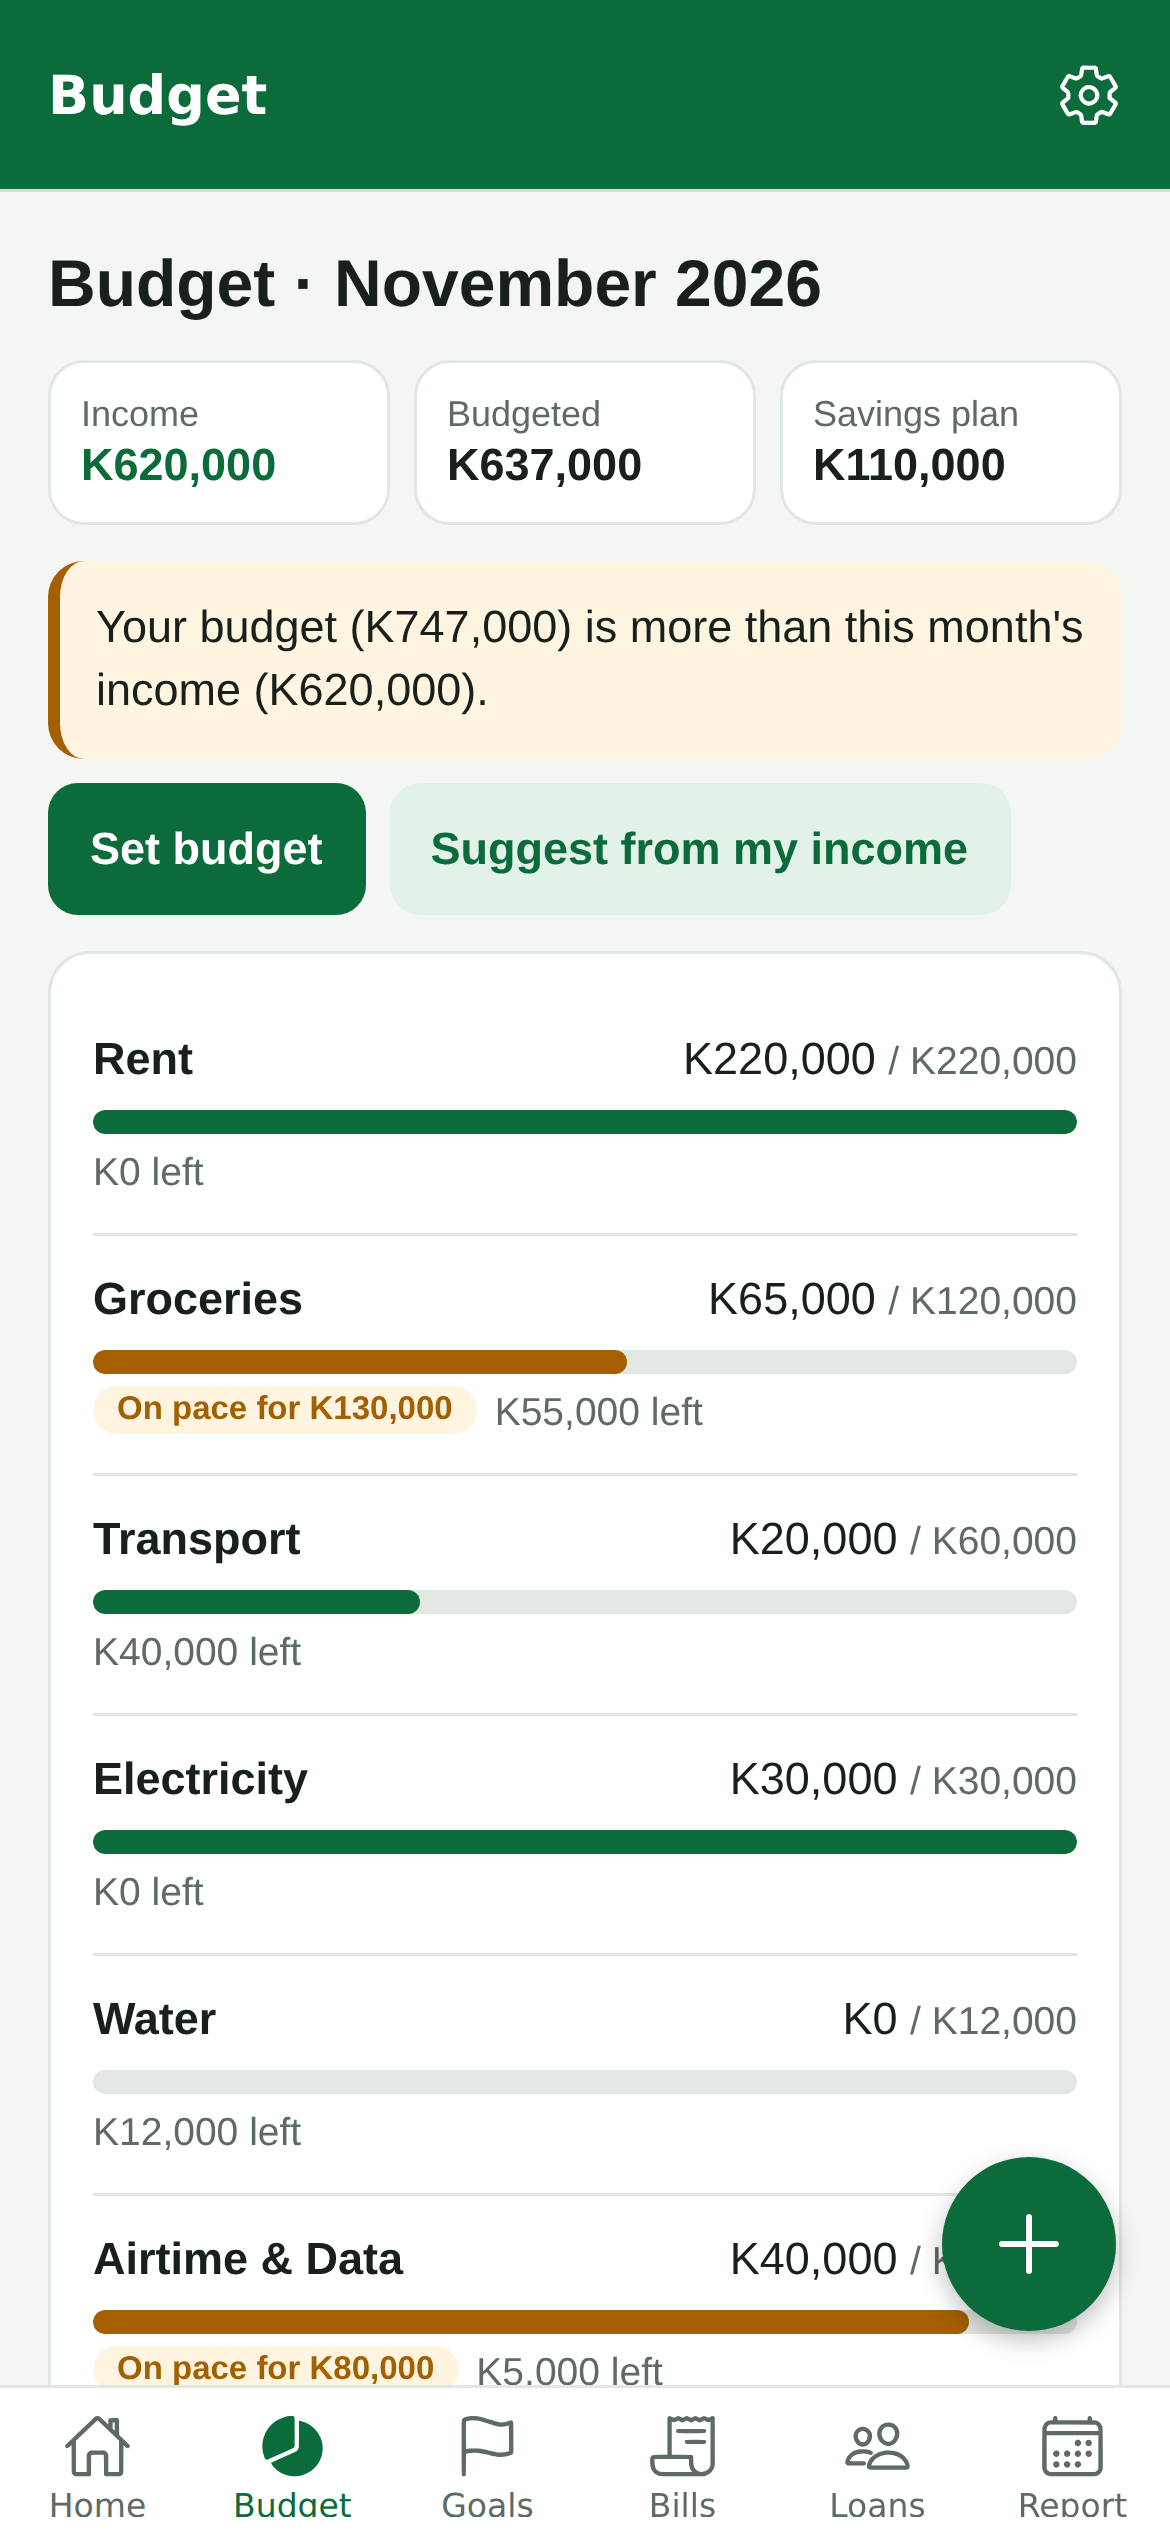 Budget
Budget · November 2026
Income
K620,000
Budgeted
K637,000
Savings plan
K110,000
Your budget (K747,000) is more than this month's
income (K620,000).
Set budget
Suggest from my income
Rent
K220,000 / K220,000
K0 left
Groceries
K65,000 / K120,000
On pace for K130,000
K55,000 left
Transport
K20,000 / K60,000
K40,000 left
Electricity
K30,000 / K30,000
K0 left
Water
K0 / K12,000
K12,000 left
Airtime & Data
K40,000 /
On pace for K80,000
K5,000 left
Home
Budget
Goals
Bills
Loans
Report